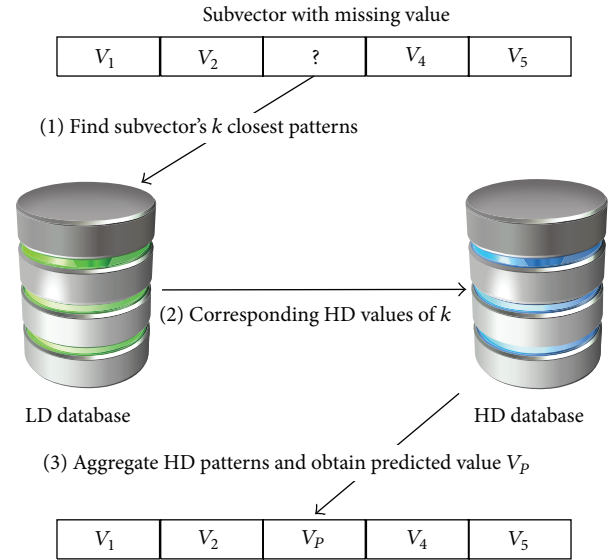 Subvector with missing value
V1 V2 ? V4 V5
(1) Find subvector's k closest patterns
(2) Corresponding HD values of k
LD database HD database
(3) Aggregate HD patterns and obtain predicted value VP
V1 V2 VP V4 V5